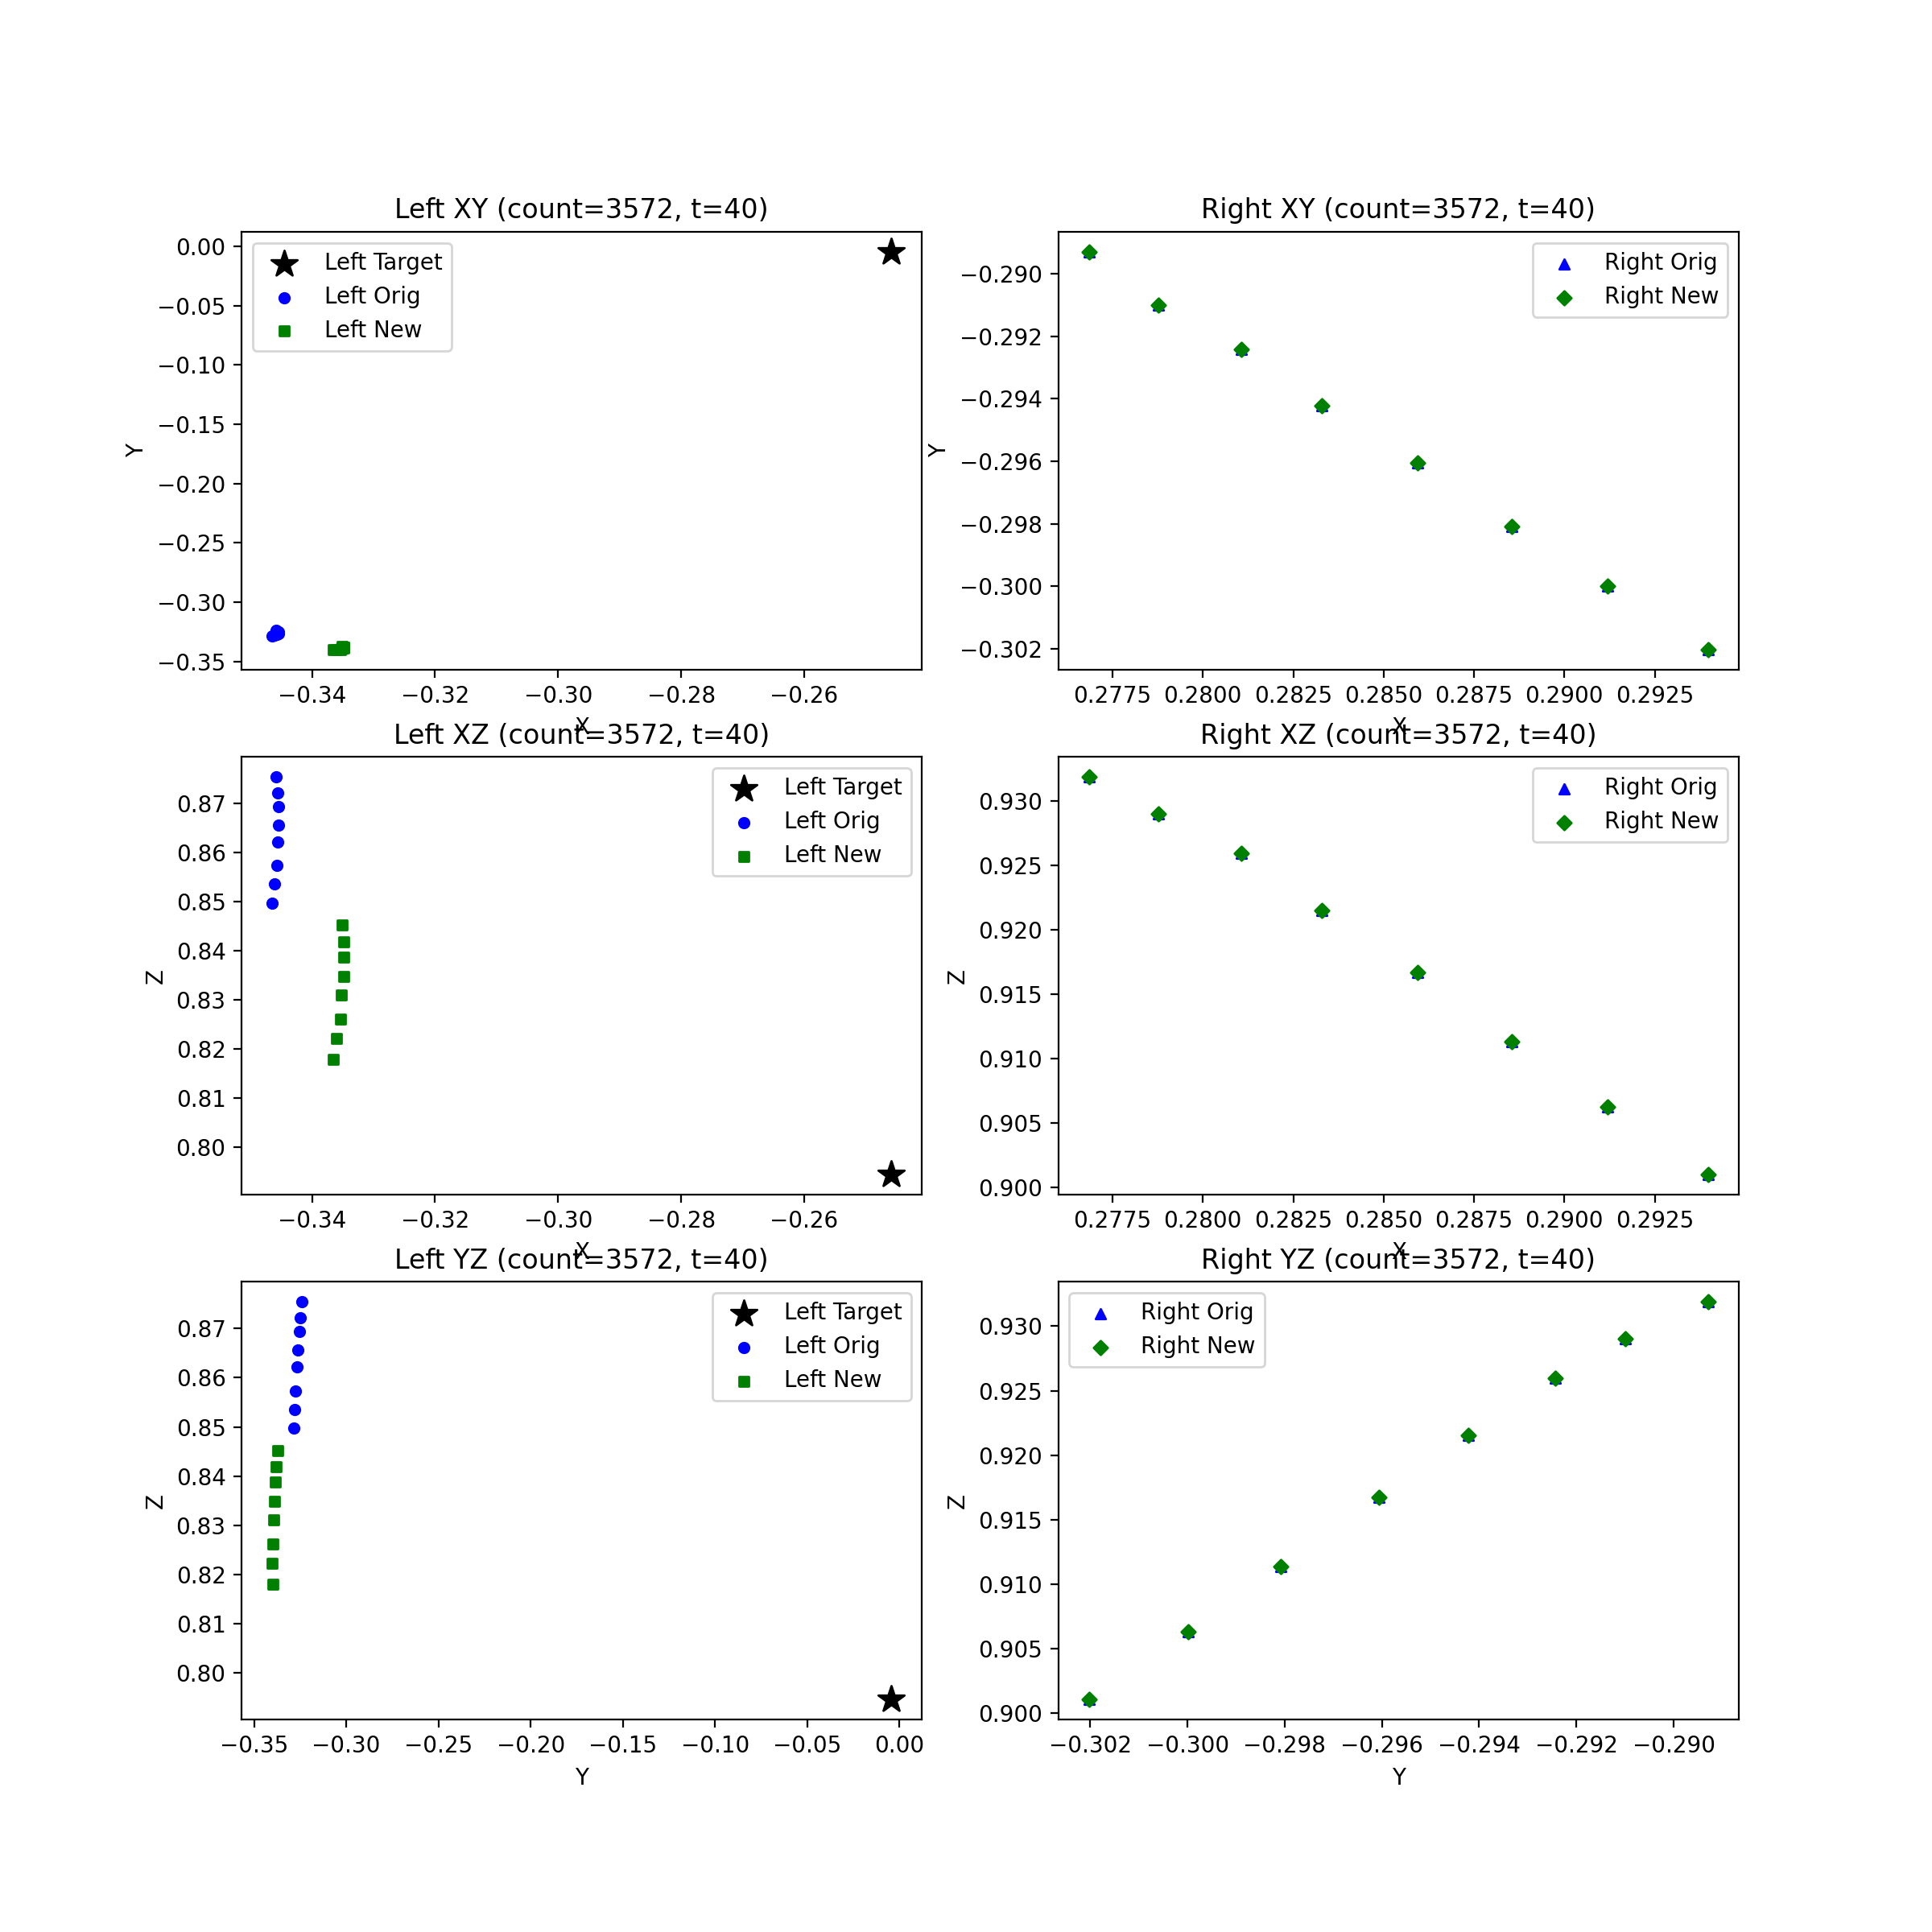 Left XY (count=3572, t=40)
0.00
−0.05
−0.10
−0.15
−0.20
−0.25
−0.30
−0.35
Y
Left Target
Left Orig
Left New
−0.34 −0.32 −0.30 −0.28 −0.26
X
Right XY (count=3572, t=40)
−0.290
−0.292
−0.294
−0.296
−0.298
−0.300
−0.302
Y
Right Orig
Right New
0.2775 0.2800 0.2825 0.2850 0.2875 0.2900 0.2925
X
Left XZ (count=3572, t=40)
0.87
0.86
0.85
0.84
0.83
0.82
0.81
0.80
Z
Left Target
Left Orig
Left New
−0.34 −0.32 −0.30 −0.28 −0.26
X
Right XZ (count=3572, t=40)
0.930
0.925
0.920
0.915
0.910
0.905
0.900
Z
Right Orig
Right New
0.2775 0.2800 0.2825 0.2850 0.2875 0.2900 0.2925
X
Left YZ (count=3572, t=40)
0.87
0.86
0.85
0.84
0.83
0.82
0.81
0.80
Z
Left Target
Left Orig
Left New
−0.35 −0.30 −0.25 −0.20 −0.15 −0.10 −0.05 0.00
Y
Right YZ (count=3572, t=40)
0.930
0.925
0.920
0.915
0.910
0.905
0.900
Z
Right Orig
Right New
−0.302 −0.300 −0.298 −0.296 −0.294 −0.292 −0.290
Y